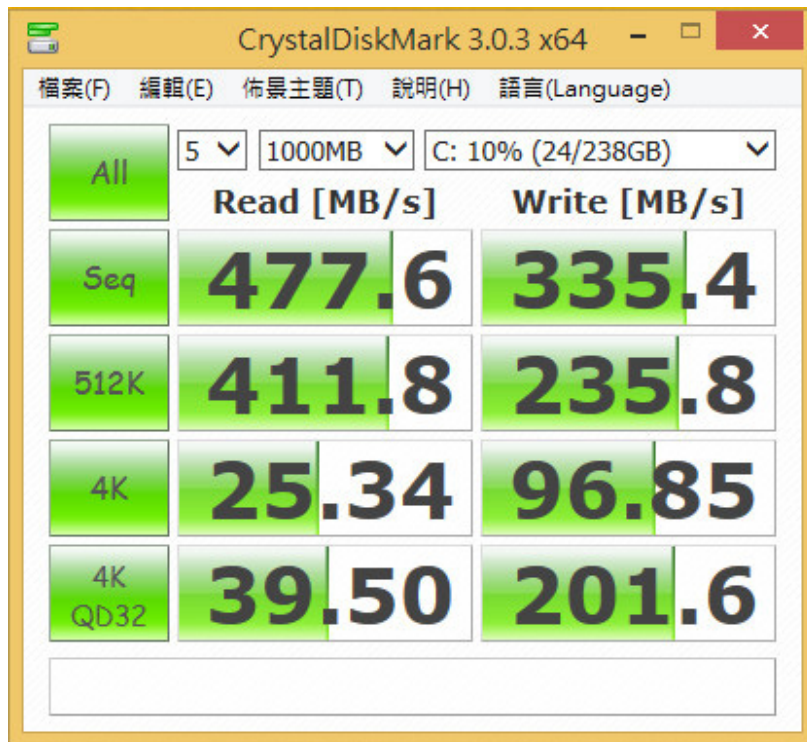 CrystalDiskMark 3.0.3 x64
檔案(F) 編輯(E) 佈景主題(T) 說明(H) 語言(Language)
All 5 1000MB C: 10% (24/238GB)
Read [MB/s] Write [MB/s]
Seq 477.6 335.4
512K 411.8 235.8
4K 25.34 96.85
4K
QD32 39.50 201.6